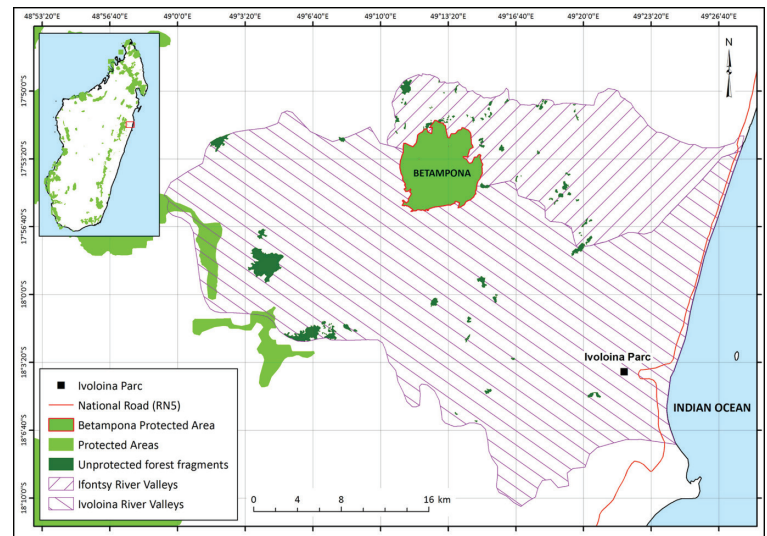 48°53'20"E 48°56'40"E 49°0'0"E 49°3'20"E 49°6'40"E 49°10'0"E 49°13'20"E 49°16'40"E 49°20'0"E 49°23'20"E 49°26'40"E
N
17°50'0"S
17°53'20"S
17°56'40"S
18°0'0"S
18°3'20"S
18°6'40"S
18°10'0"S
BETAMPONA
Ivoloina Parc
INDIAN OCEAN
Ivoloina Parc
National Road (RN5)
Betampona Protected Area
Protected Areas
Unprotected forest fragments
Ifontsy River Valleys
Ivoloina River Valleys
0 4 8 16 km